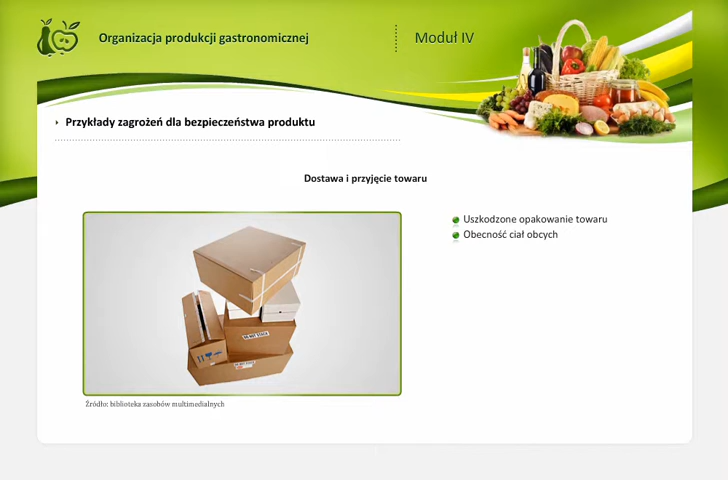 Organizacja produkcji gastronomicznej
Moduł IV
Przykłady zagrożeń dla bezpieczeństwa produktu
Dostawa i przyjęcie towaru
Uszkodzone opakowanie towaru
Obecność ciał obcych
Źródło: biblioteka zasobów multimedialnych